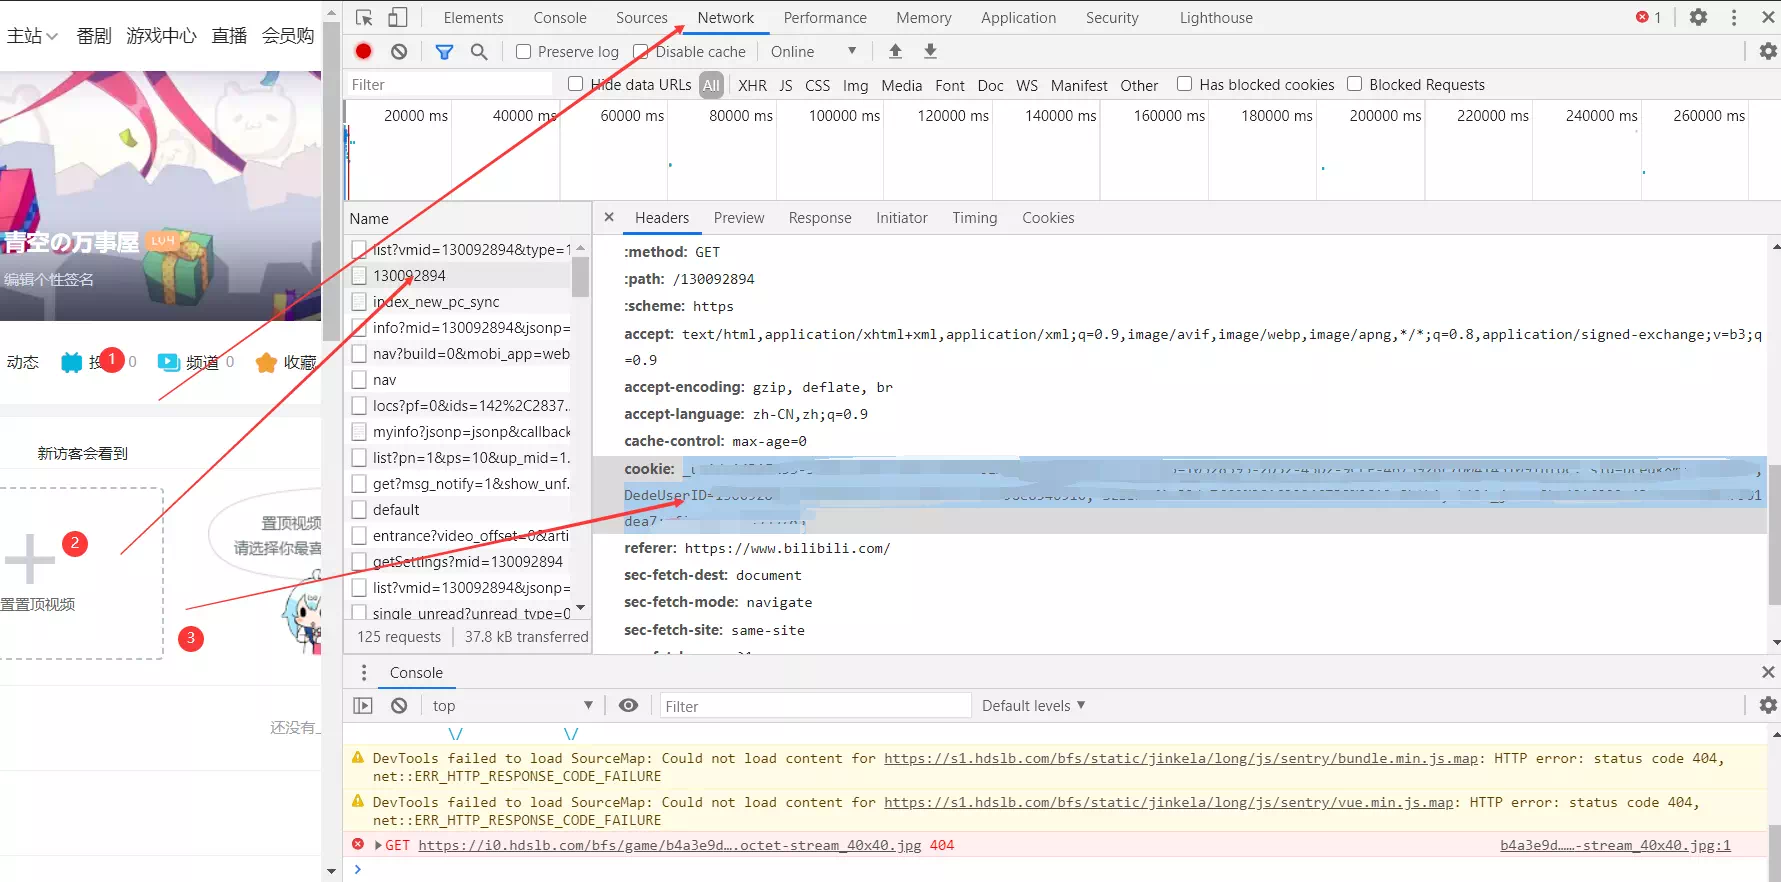 主站 番剧 游戏中心 直播 会员购
青空の万事屋 LV4
编辑个性签名
动态 投 1 0 频道 0 收藏
新访客会看到
2
置顶视频
请选择你最喜
置置顶视频
3
还没有
Elements Console Sources Network Performance Memory Application Security Lighthouse 1
Preserve log Disable cache Online
Filter Hide data URLs All XHR JS CSS Img Media Font Doc WS Manifest Other Has blocked cookies Blocked Requests
20000 ms 40000 ms 60000 ms 80000 ms 100000 ms 120000 ms 140000 ms 160000 ms 180000 ms 200000 ms 220000 ms 240000 ms 260000 ms
Name
list?vmid=130092894&type=1
130092894
index_new_pc_sync
info?mid=130092894&jsonp=
nav?build=0&mobi_app=web
nav
locs?pf=0&ids=142%2C2837..
myinfo?jsonp=jsonp&callback
list?pn=1&ps=10&up_mid=1.
get?msg_notify=1&show_unf.
default
entrance?video_offset=0&arti
getSettings?mid=130092894
list?vmid=130092894&jsonp=
single_unread?unread_type=0
125 requests 37.8 kB transferred
Headers Preview Response Initiator Timing Cookies
:method: GET
:path: /130092894
:scheme: https
accept: text/html,application/xhtml+xml,application/xml;q=0.9,image/avif,image/webp,image/apng,*/*;q=0.8,application/signed-exchange;v=b3;q
=0.9
accept-encoding: gzip, deflate, br
accept-language: zh-CN,zh;q=0.9
cache-control: max-age=0
cookie:
DedeUserID=
dea7
referer: https://www.bilibili.com/
sec-fetch-dest: document
sec-fetch-mode: navigate
sec-fetch-site: same-site
Console
top Filter Default levels
\/ \/
DevTools failed to load SourceMap: Could not load content for https://s1.hdslb.com/bfs/static/jinkela/long/js/sentry/bundle.min.js.map: HTTP error: status code 404,
net::ERR_HTTP_RESPONSE_CODE_FAILURE
DevTools failed to load SourceMap: Could not load content for https://s1.hdslb.com/bfs/static/jinkela/long/js/sentry/vue.min.js.map: HTTP error: status code 404,
net::ERR_HTTP_RESPONSE_CODE_FAILURE
GET https://i0.hdslb.com/bfs/game/b4a3e9d….octet-stream_40x40.jpg 404 b4a3e9d……-stream_40x40.jpg:1